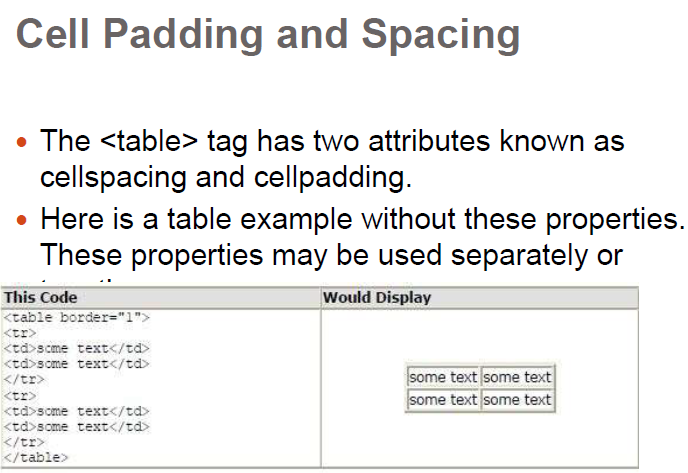 Cell Padding and Spacing
• The <table> tag has two attributes known as
cellspacing and cellpadding.
• Here is a table example without these properties.
These properties may be used separately or
This Code
Would Display
<table border="1">
<tr>
<td>some text</td>
<td>some text</td>
</tr>
<tr>
<td>some text</td>
<td>some text</td>
</tr>
</table>
some text some text
some text some text